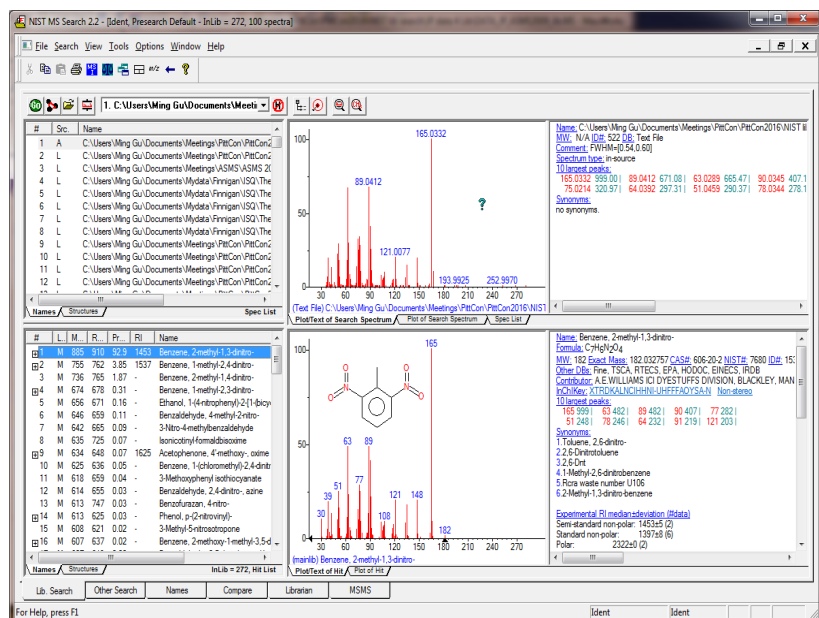 NIST MS Search 2.2 - [Ident, Presearch Default - InLib = 272, 100 spectra]
File Search View Tools Options Window Help
1. C:\Users\Ming Gu\Documents\Meeti
# Src. Name
1 A C:\Users\Ming Gu\Documents\Meetings\PittCon\PittCon2
2 L C:\Users\Ming Gu\Documents\Meetings\PittCon\PittCon2
3 L C:\Users\Ming Gu\Documents\Meetings\ASMS\ASMS 20
4 L C:\Users\Ming Gu\Documents\Mydata\Finnigan\ISQ\The
5 L C:\Users\Ming Gu\Documents\Mydata\Finnigan\ISQ\The
6 L C:\Users\Ming Gu\Documents\Mydata\Finnigan\ISQ\The
7 L C:\Users\Ming Gu\Documents\Mydata\Finnigan\ISQ\The
8 L C:\Users\Ming Gu\Documents\Meetings\PittCon\PittCon2
9 L C:\Users\Ming Gu\Documents\Meetings\PittCon\PittCon2
10 L C:\Users\Ming Gu\Documents\Meetings\PittCon\PittCon2
11 L C:\Users\Ming Gu\Documents\Meetings\PittCon\PittCon2
12 L C:\Users\Ming Gu\Documents\Meetings\PittCon\PittCon2
Names Structures Spec List
100
50
165.0332
89.0412
121.0077
193.9925
252.9970
?
30 60 90 120 150 180 210 240 270
(Text File) C:\Users\Ming Gu\Documents\Meetings\PittCon\PittCon2016\NIST
Plot/Text of Search Spectrum Plot of Search Spectrum Spec List
Name: C:\Users\Ming Gu\Documents\Meetings\PittCon\PittCon2016\NIST li
MW: N/A ID#: 522 DB: Text File
Comment: FWHM=[0.54,0.60]
Spectrum type: in-source
10 largest peaks:
165.0332 999.00 | 89.0412 671.08 | 63.0289 665.47 | 90.0345 407.1
75.0214 320.97 | 64.0392 297.31 | 51.0459 290.37 | 78.0344 278.1
Synonyms:
no synonyms.
# L.. M... R... Pr... RI Name
1 M 885 910 92.9 1453 Benzene, 2-methyl-1,3-dinitro-
2 M 755 762 3.85 1537 Benzene, 1-methyl-2,4-dinitro-
3 M 736 765 1.87 - Benzene, 1-methyl-3,4-dinitro-
4 M 674 678 0.31 - Benzene, 1-methyl-2,3-dinitro-
5 M 656 671 0.16 - Ethanol, 1-(4-nitrophenyl)-2-[1-(bicy
6 M 646 659 0.11 - Benzaldehyde, 4-methyl-2-nitro-
7 M 642 665 0.09 - 3-Nitro-4-methylbenzaldehyde
8 M 635 725 0.07 - Isonicotinyl-formaldbisoxime
9 M 634 648 0.07 1625 Acetophenone, 4'-methoxy-, oxime
10 M 625 636 0.05 - Benzene, 1-(chloromethyl)-2,4-dinitr
11 M 618 659 0.04 - 3-Methoxyphenyl isothiocyanate
12 M 614 655 0.03 - Benzaldehyde, 2,4-dinitro-, azine
13 M 613 747 0.03 - Benzofurazan, 4-nitro-
14 M 613 625 0.03 - Phenol, p-(2-nitrovinyl)-
15 M 608 621 0.02 - 3-Methyl-5-nitrosotropone
16 M 607 637 0.02 - Benzene, 2-methoxy-1-methyl-3,5-d
Names Structures InLib = 272, Hit List
100
50
165
63 89
51 77
39
30
108
121 148
182
O N O O N O
30 60 90 120 150 180 210 240 270
(mainlib) Benzene, 2-methyl-1,3-dinitro-
Plot/Text of Hit Plot of Hit
Name: Benzene, 2-methyl-1,3-dinitro-
Formula: C7H6N2O4
MW: 182 Exact Mass: 182.032757 CAS#: 606-20-2 NIST#: 7680 ID#: 153
Other DBs: Fine, TSCA, RTECS, EPA, HODOC, EINECS, IRDB
Contributor: A.E.WILLIAMS ICI DYESTUFFS DIVISION, BLACKLEY, MAN
InChIKey: XTRDKALNCIHHNI-UHFFFAOYSA-N Non-stereo
10 largest peaks:
165 999 | 63 482 | 89 482 | 90 407 | 77 282 |
51 248 | 78 246 | 64 232 | 91 219 | 121 203 |
Synonyms:
1.Toluene, 2,6-dinitro-
2.2,6-Dinitrotoluene
3.2,6-Dnt
4.1-Methyl-2,6-dinitrobenzene
5.Rcra waste number U106
6.2-Methyl-1,3-dinitrobenzene
Experimental RI median±deviation (#data)
Semi-standard non-polar: 1453±5 (2)
Standard non-polar: 1397±8 (6)
Polar: 2322±0 (2)
Lib. Search Other Search Names Compare Librarian MSMS
For Help, press F1 Ident Ident